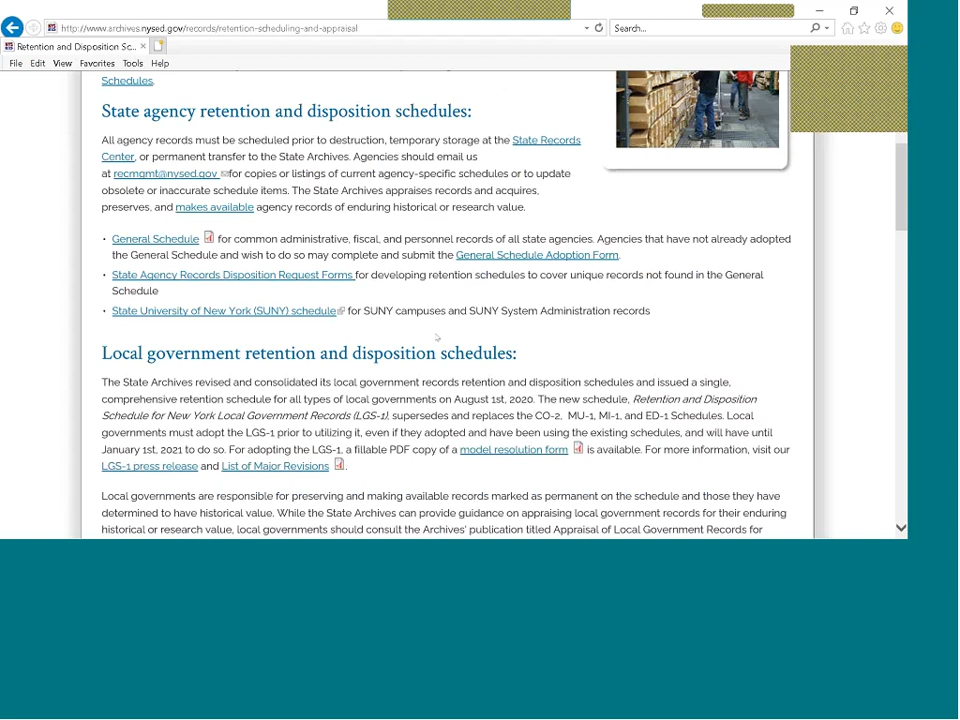 http://www.archives.nysed.gov/records/retention-scheduling-and-appraisal
Search...
Retention and Disposition Sc...
File Edit View Favorites Tools Help
Schedules.
State agency retention and disposition schedules:
All agency records must be scheduled prior to destruction, temporary storage at the State Records
Center, or permanent transfer to the State Archives. Agencies should email us
at recmgmt@nysed.gov for copies or listings of current agency-specific schedules or to update
obsolete or inaccurate schedule items. The State Archives appraises records and acquires,
preserves, and makes available agency records of enduring historical or research value.
• General Schedule for common administrative, fiscal, and personnel records of all state agencies. Agencies that have not already adopted
the General Schedule and wish to do so may complete and submit the General Schedule Adoption Form.
• State Agency Records Disposition Request Forms for developing retention schedules to cover unique records not found in the General
Schedule
• State University of New York (SUNY) schedule for SUNY campuses and SUNY System Administration records
Local government retention and disposition schedules:
The State Archives revised and consolidated its local government records retention and disposition schedules and issued a single,
comprehensive retention schedule for all types of local governments on August 1st, 2020. The new schedule, Retention and Disposition
Schedule for New York Local Government Records (LGS-1), supersedes and replaces the CO-2, MU-1, MI-1, and ED-1 Schedules. Local
governments must adopt the LGS-1 prior to utilizing it, even if they adopted and have been using the existing schedules, and will have until
January 1st, 2021 to do so. For adopting the LGS-1, a fillable PDF copy of a model resolution form is available. For more information, visit our
LGS-1 press release and List of Major Revisions.
Local governments are responsible for preserving and making available records marked as permanent on the schedule and those they have
determined to have historical value. While the State Archives can provide guidance on appraising local government records for their enduring
historical or research value, local governments should consult the Archives' publication titled Appraisal of Local Government Records for